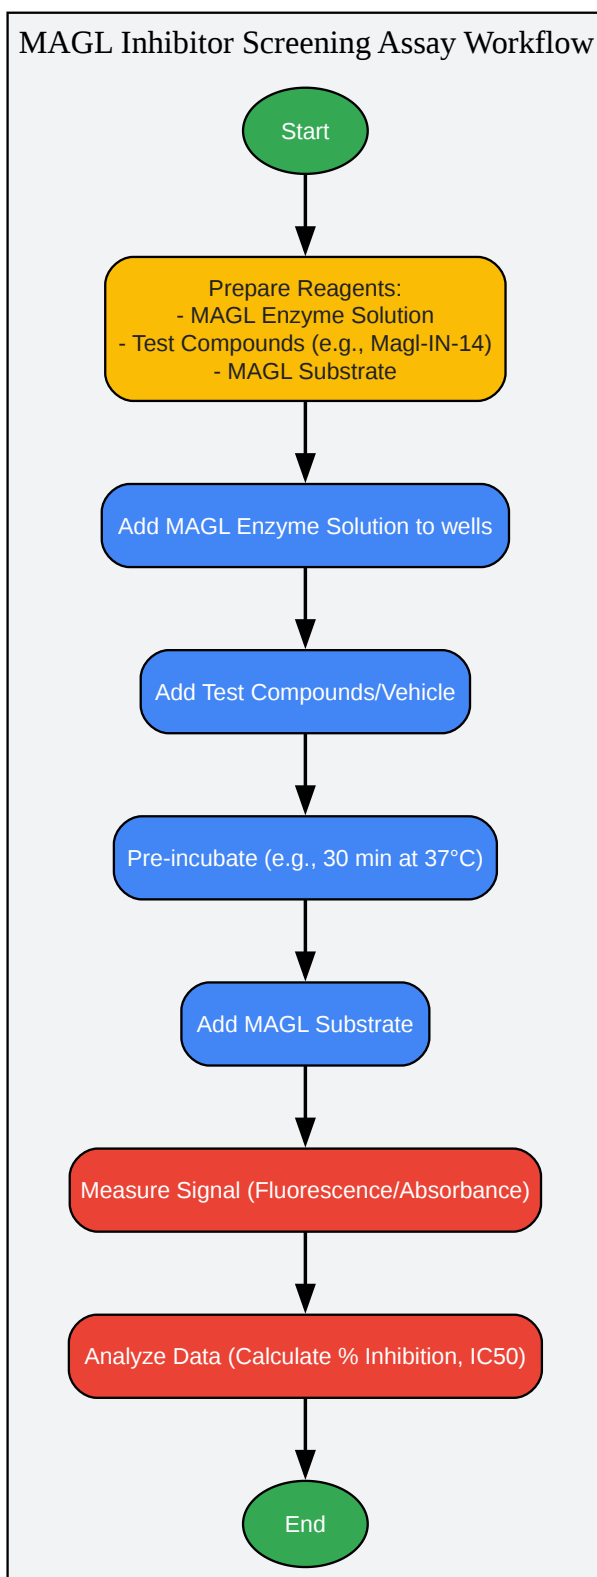 MAGL Inhibitor Screening Assay Workflow
Start
Prepare Reagents:
- MAGL Enzyme Solution
- Test Compounds (e.g., Magl-IN-14)
- MAGL Substrate
Add MAGL Enzyme Solution to wells
Add Test Compounds/Vehicle
Pre-incubate (e.g., 30 min at 37°C)
Add MAGL Substrate
Measure Signal (Fluorescence/Absorbance)
Analyze Data (Calculate % Inhibition, IC50)
End